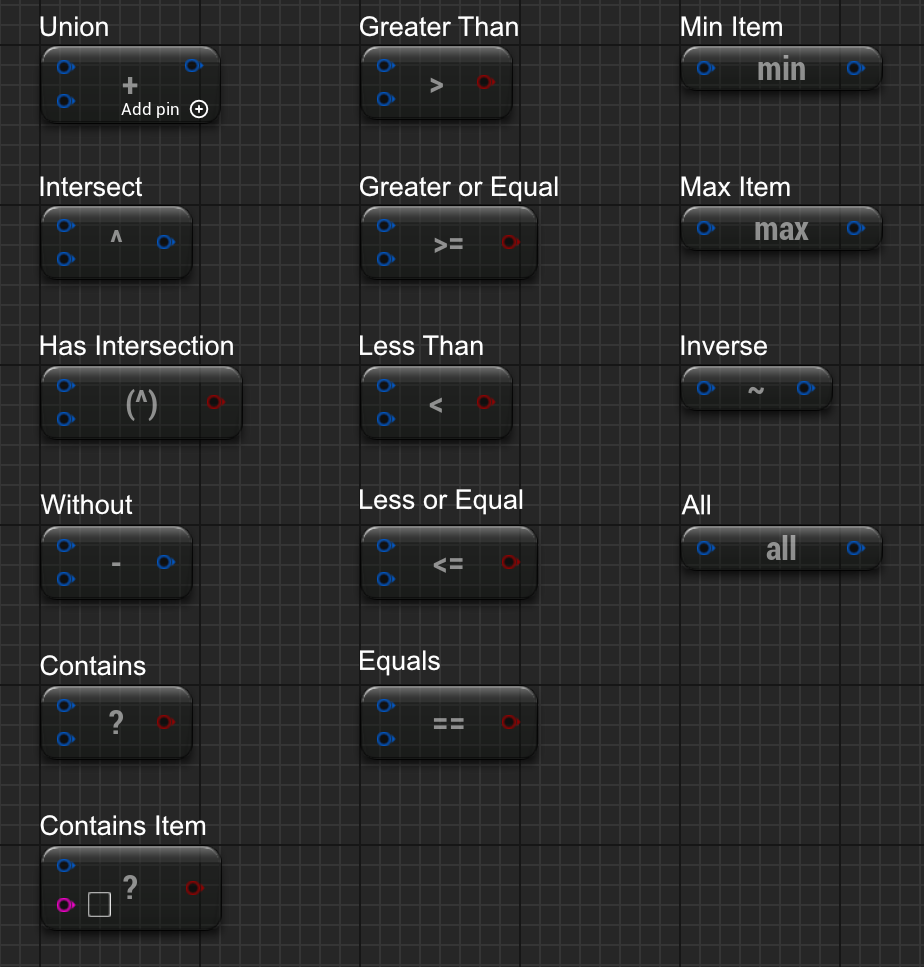 Union
+
Add pin
Intersect
^
Has Intersection
(^)
Without
-
Contains
?
Contains Item
?
Greater Than
>
Greater or Equal
>=
Less Than
<
Less or Equal
<=
Equals
==
Min Item
min
Max Item
max
Inverse
~
All
all